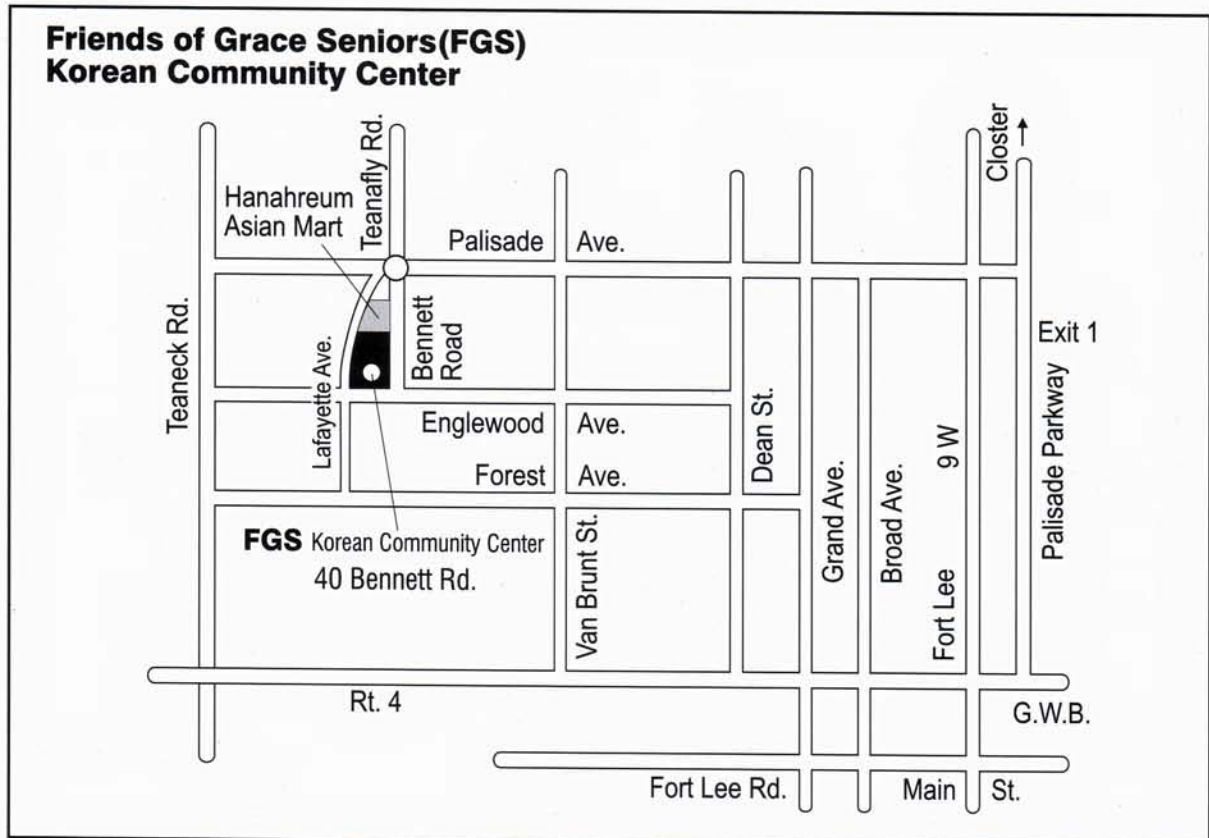 Friends of Grace Seniors(FGS)
Korean Community Center
Closter
Teanafly Rd.
Hanahreum
Asian Mart
Palisade Ave.
Teaneck Rd.
Lafayette Ave.
Bennett
Road
Exit 1
Palisade Parkway
Englewood Ave.
Forest Ave.
Dean St.
Grand Ave.
Broad Ave.
Fort Lee 9 W
FGS Korean Community Center
40 Bennett Rd.
Van Brunt St.
Rt. 4
G.W.B.
Fort Lee Rd.
Main St.